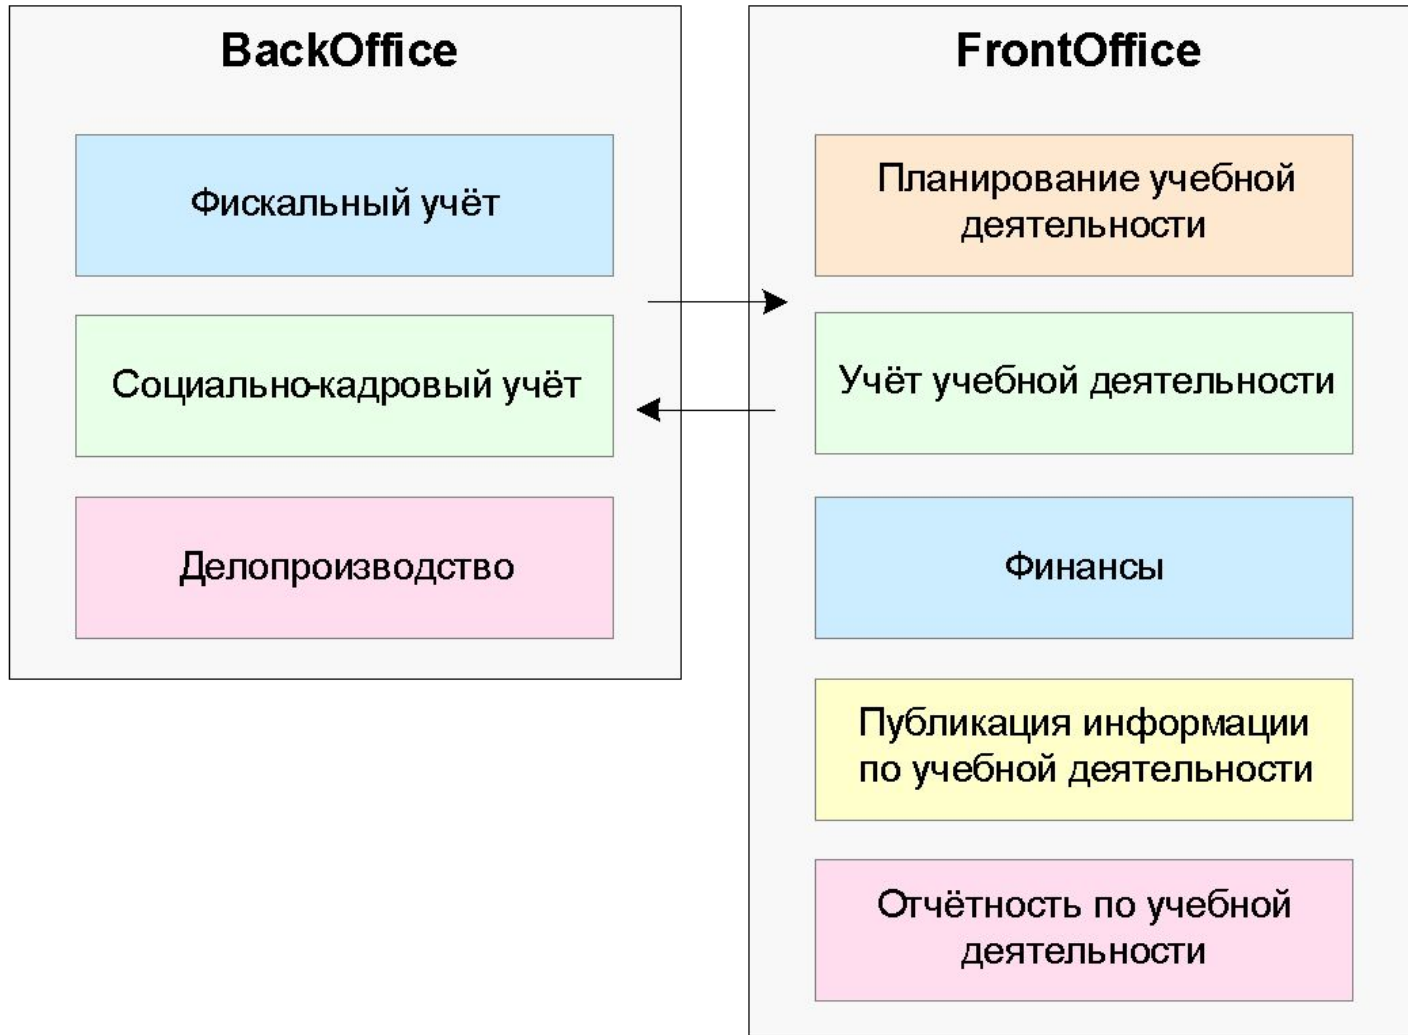 BackOffice
Фискальный учёт
Социально-кадровый учёт
Делопроизводство
FrontOffice
Планирование учебной
деятельности
Учёт учебной деятельности
Финансы
Публикация информации
по учебной деятельности
Отчётность по учебной
деятельности